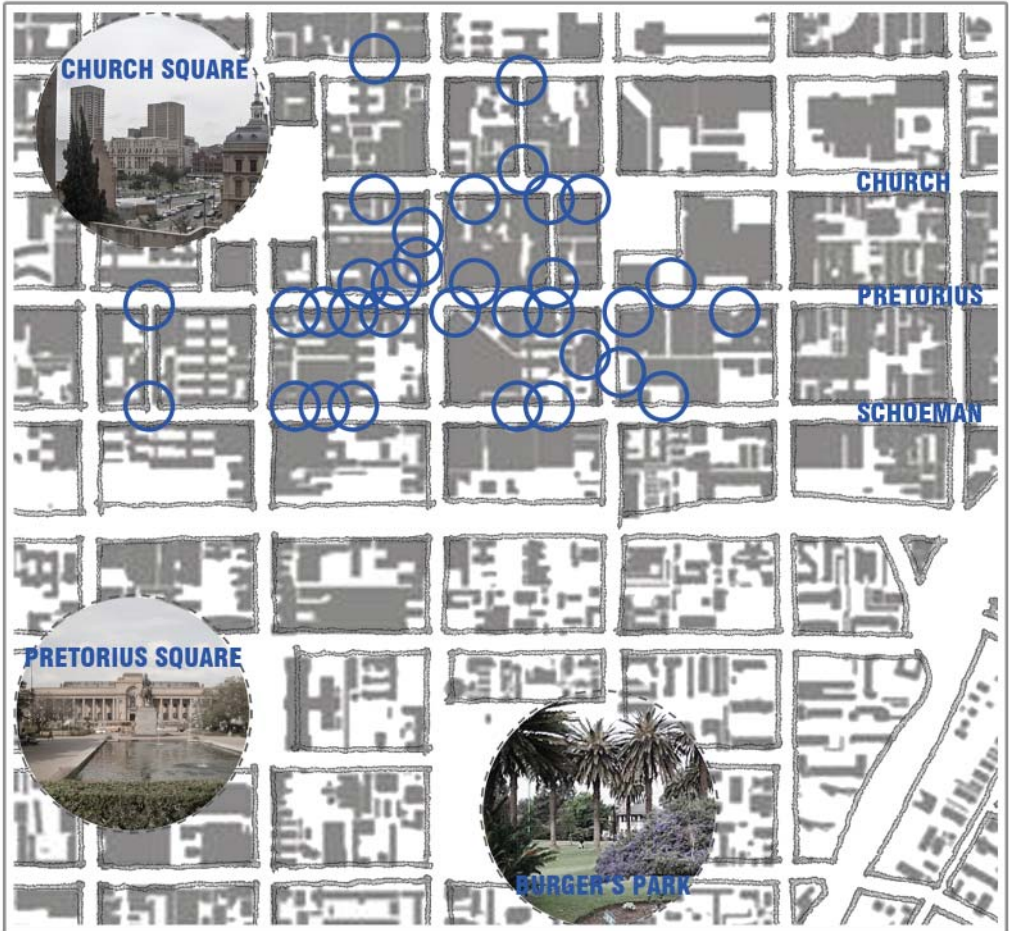 CHURCH SQUARE
CHURCH
PRETORIUS
SCHOEMAN
PRETORIUS SQUARE
BURGER'S PARK